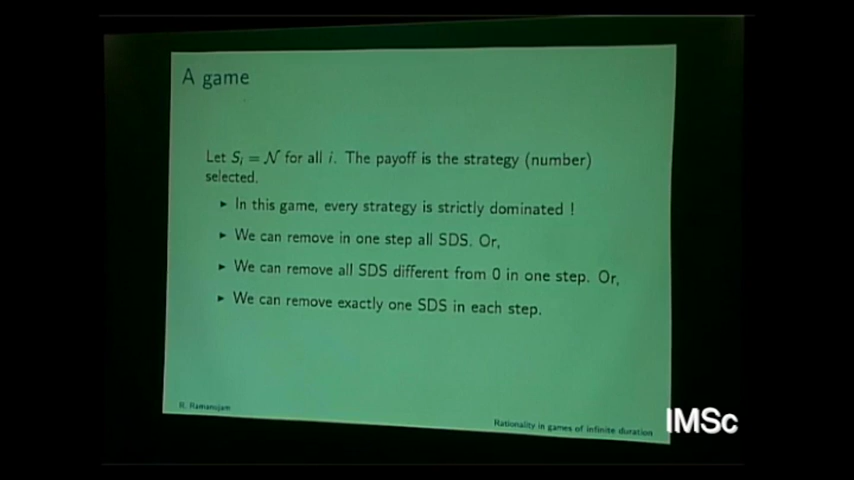 A game
Let Sᵢ = 𝒩 for all i. The payoff is the strategy (number)
selected.
▸ In this game, every strategy is strictly dominated !
▸ We can remove in one step all SDS. Or,
▸ We can remove all SDS different from 0 in one step. Or,
▸ We can remove exactly one SDS in each step.
R. Ramanujam
Rationality in games of infinite duration
IMSc